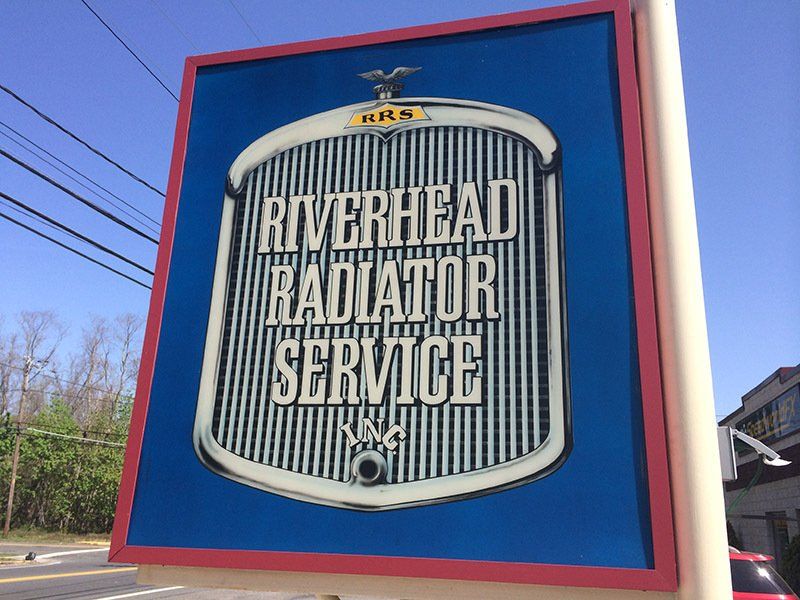 RRS
RIVERHEAD
RADIATOR
SERVICE
INC